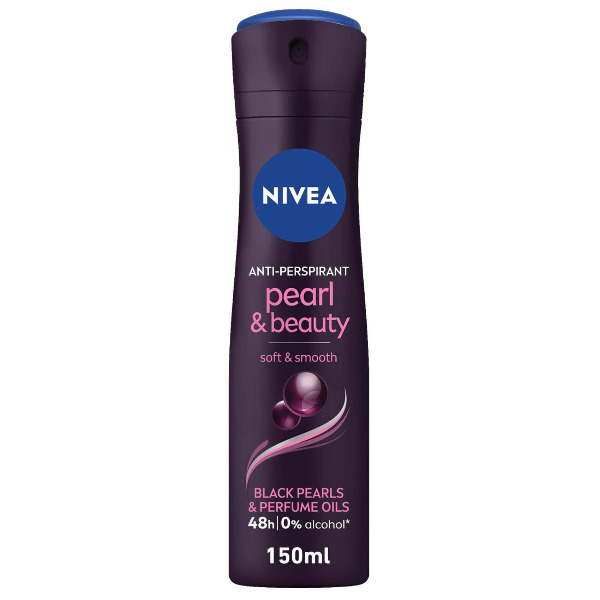 NIVEA
ANTI-PERSPIRANT
pearl
& beauty
soft & smooth
BLACK PEARLS
& PERFUME OILS
48h|0% alcohol*
150ml